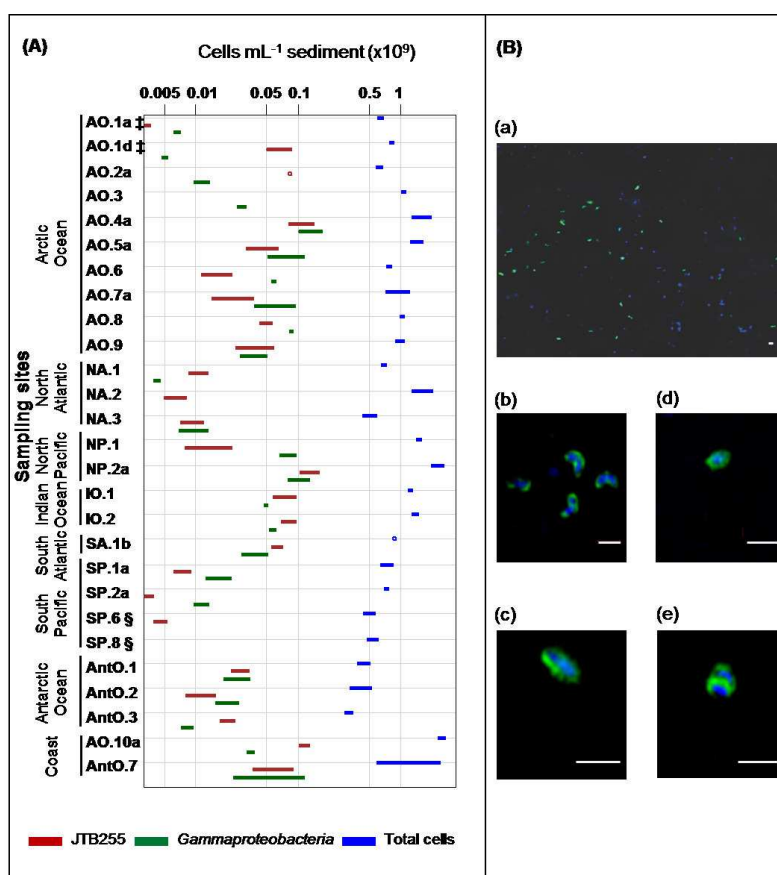 (A)
Cells mL⁻¹ sediment (x10⁹)
0.005 0.01 0.05 0.1 0.5 1
Sampling sites
Arctic Ocean
AO.1a ‡
AO.1d ‡
AO.2a
AO.3
AO.4a
AO.5a
AO.6
AO.7a
AO.8
AO.9
North Atlantic
NA.1
NA.2
NA.3
North Pacific
NP.1
NP.2a
Indian Ocean
IO.1
IO.2
South Atlantic
SA.1b
South Pacific
SP.1a
SP.2a
SP.6 §
SP.8 §
Antarctic Ocean
AntO.1
AntO.2
AntO.3
Coast
AO.10a
AntO.7
JTB255 Gammaproteobacteria Total cells
(B)
(a)
(b)
(d)
(c)
(e)